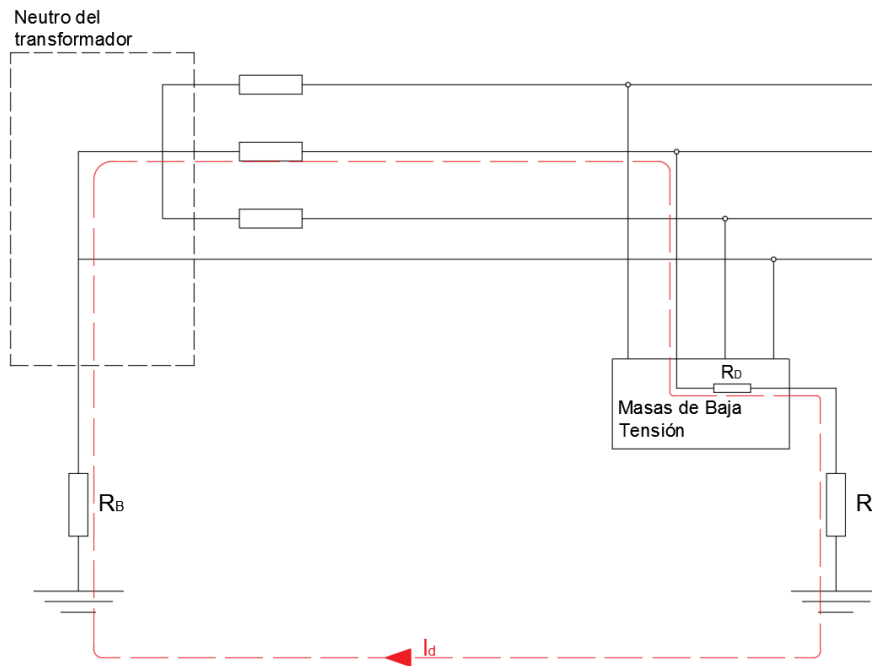 Neutro del
transformador
RD
Masas de Baja
Tensión
RB
R
Id